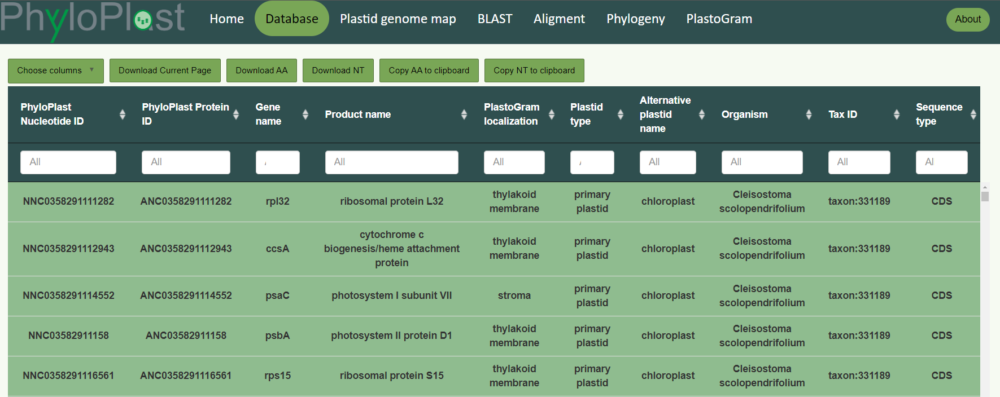 PhyloPlast
Home Database Plastid genome map BLAST Aligment Phylogeny PlastoGram About
Choose columns Download Current Page Download AA Download NT Copy AA to clipboard Copy NT to clipboard
PhyloPlast Nucleotide ID PhyloPlast Protein ID Gene name Product name PlastoGram localization Plastid type Alternative plastid name Organism Tax ID Sequence type
All All All All All All All Al
NNC0358291111282 ANC0358291111282 rpl32 ribosomal protein L32 thylakoid membrane primary plastid chloroplast Cleisostoma scolopendrifolium taxon:331189 CDS
NNC0358291112943 ANC0358291112943 ccsA cytochrome c biogenesis/heme attachment protein thylakoid membrane primary plastid chloroplast Cleisostoma scolopendrifolium taxon:331189 CDS
NNC0358291114552 ANC0358291114552 psaC photosystem I subunit VII stroma primary plastid chloroplast Cleisostoma scolopendrifolium taxon:331189 CDS
NNC03582911158 ANC03582911158 psbA photosystem II protein D1 thylakoid membrane primary plastid chloroplast Cleisostoma scolopendrifolium taxon:331189 CDS
NNC0358291116561 ANC0358291116561 rps15 ribosomal protein S15 thylakoid membrane primary plastid chloroplast Cleisostoma scolopendrifolium taxon:331189 CDS